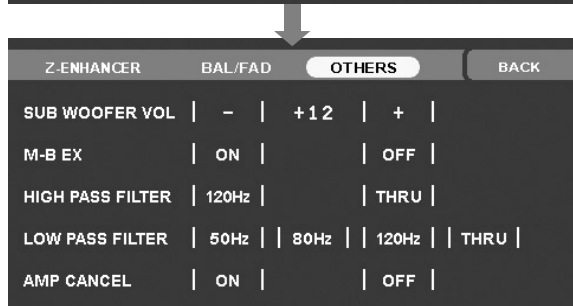 Z-ENHANCER BAL/FAD OTHERS BACK
SUB WOOFER VOL | - | +12 | + |
M-B EX | ON | | OFF |
HIGH PASS FILTER | 120Hz | | THRU |
LOW PASS FILTER | 50Hz | | 80Hz | | 120Hz | | THRU |
AMP CANCEL | ON | | OFF |